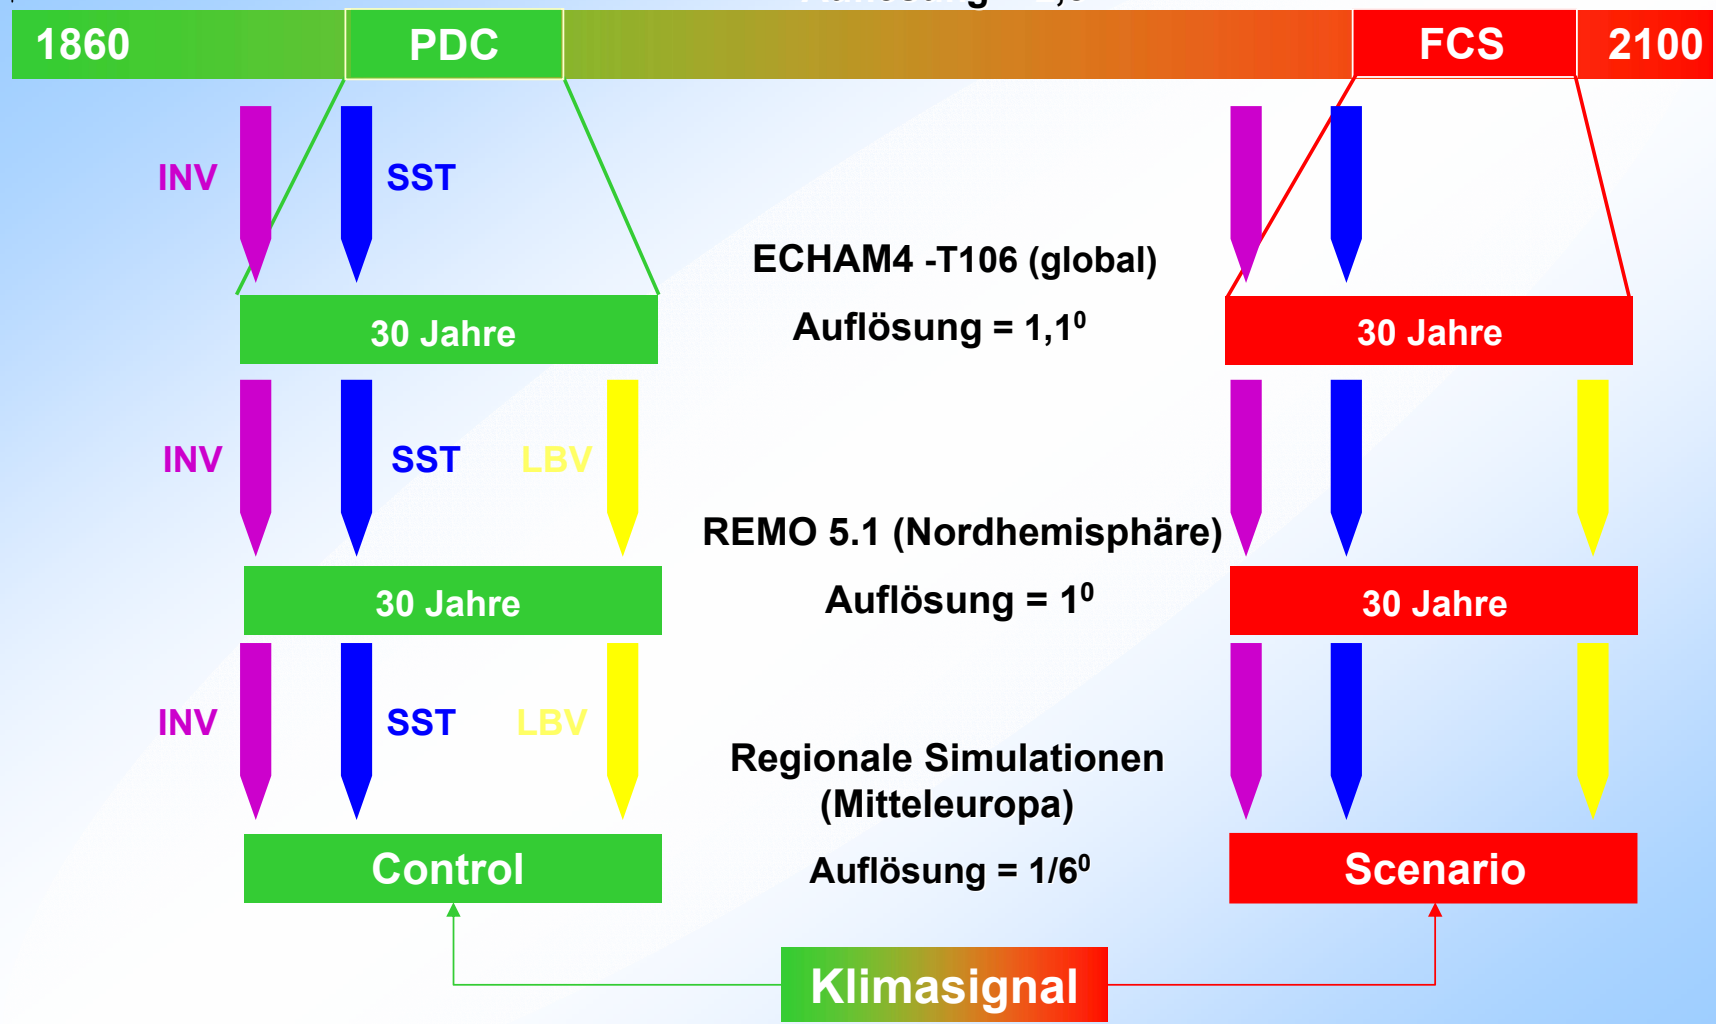 1860 PDC FCS 2100
INV SST
ECHAM4 -T106 (global)
Auflösung = 1,1⁰
30 Jahre 30 Jahre
INV SST LBV
REMO 5.1 (Nordhemisphäre)
Auflösung = 1⁰
30 Jahre 30 Jahre
INV SST LBV
Regionale Simulationen
(Mitteleuropa)
Auflösung = 1/6⁰
Control Scenario
Klimasignal